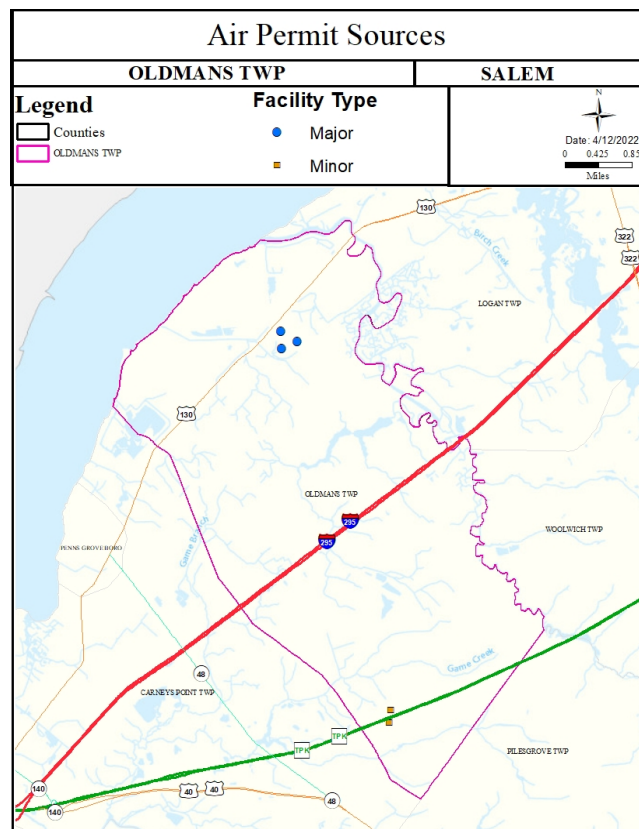 Air Permit Sources
OLDMANS TWP
SALEM
Legend
Counties
OLDMANS TWP
Facility Type
Major
Minor
N
Date: 4/12/2022
0 0.425 0.85
Miles
130
322
322
Birch Creek
LOGAN TWP
130
OLDMANS TWP
295
295
WOOLWICH TWP
Game Branch
PENNS GROVE BORO
Game Creek
48
CARNEYS POINT TWP
TPK
TPK
PILESGROVE TWP
140
40
40
48
140